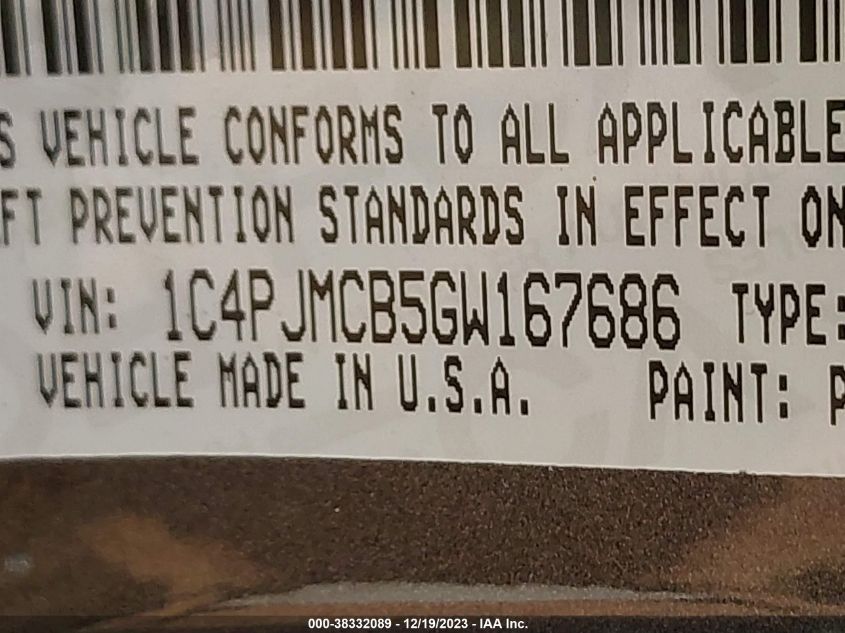 S VEHICLE CONFORMS TO ALL APPLICABLE
FT PREVENTION STANDARDS IN EFFECT ON
VIN: 1C4PJMCB5GW167686 TYPE:
VEHICLE MADE IN U.S.A. PAINT: P
000-38332089 - 12/19/2023 - IAA Inc.